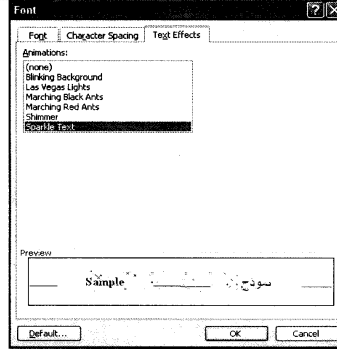 Font
Font Character Spacing Text Effects
Animations:
(none)
Blinking Background
Las Vegas Lights
Marching Black Ants
Marching Red Ants
Shimmer
Sparkle Text
Preview
Sample نموذج
Default... OK Cancel